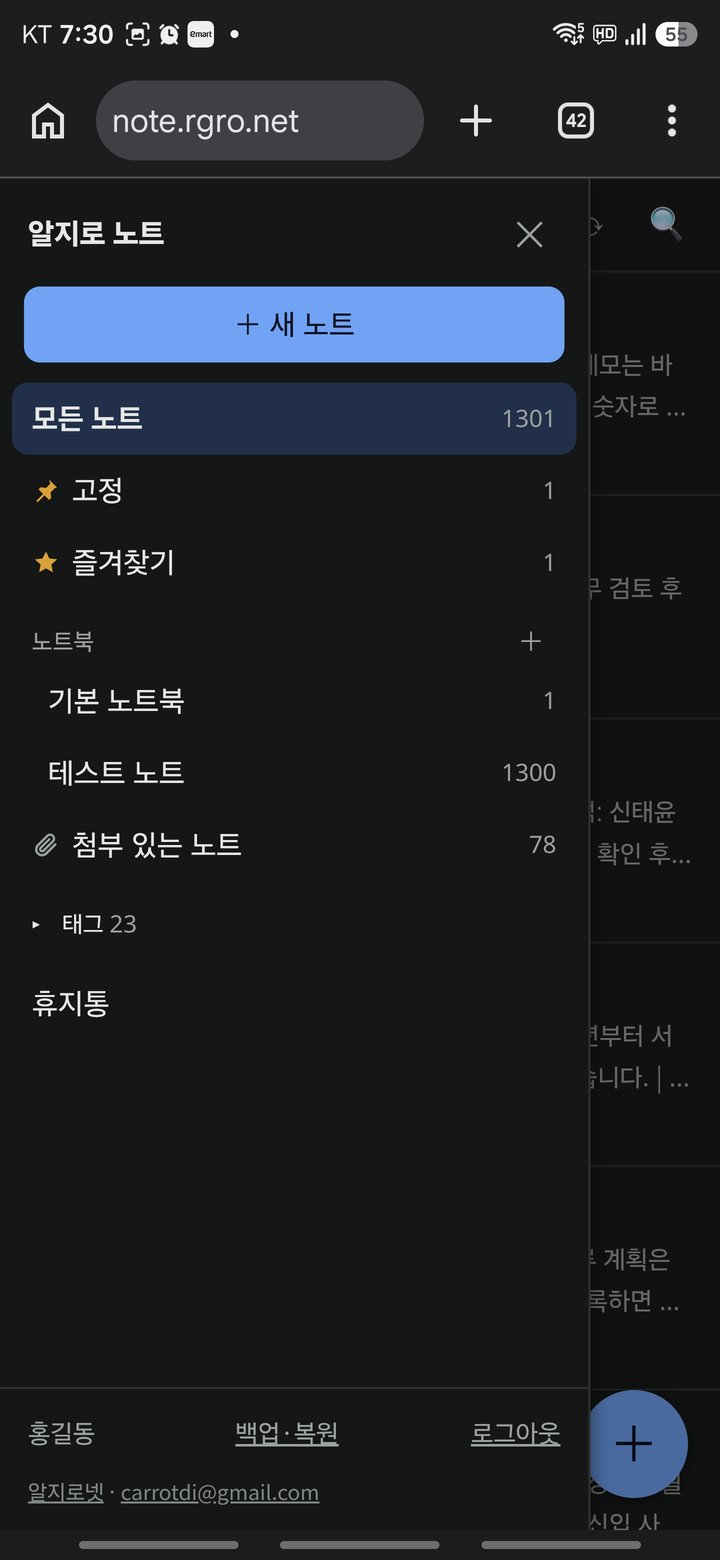 KT 7:30 emart HD 55
note.rgro.net 42
알지로 노트
+ 새 노트
모든 노트 1301
고정 1
즐겨찾기 1
노트북 +
기본 노트북 1
테스트 노트 1300
첨부 있는 노트 78
태그 23
휴지통
모는 바
숫자로 ...
검토 후
: 신태윤
확인 후...
부터 서
니다. | ...
계획은
록하면 ...
신입 사
홍길동 백업·복원 로그아웃
알지로넷 · carrotdi@gmail.com